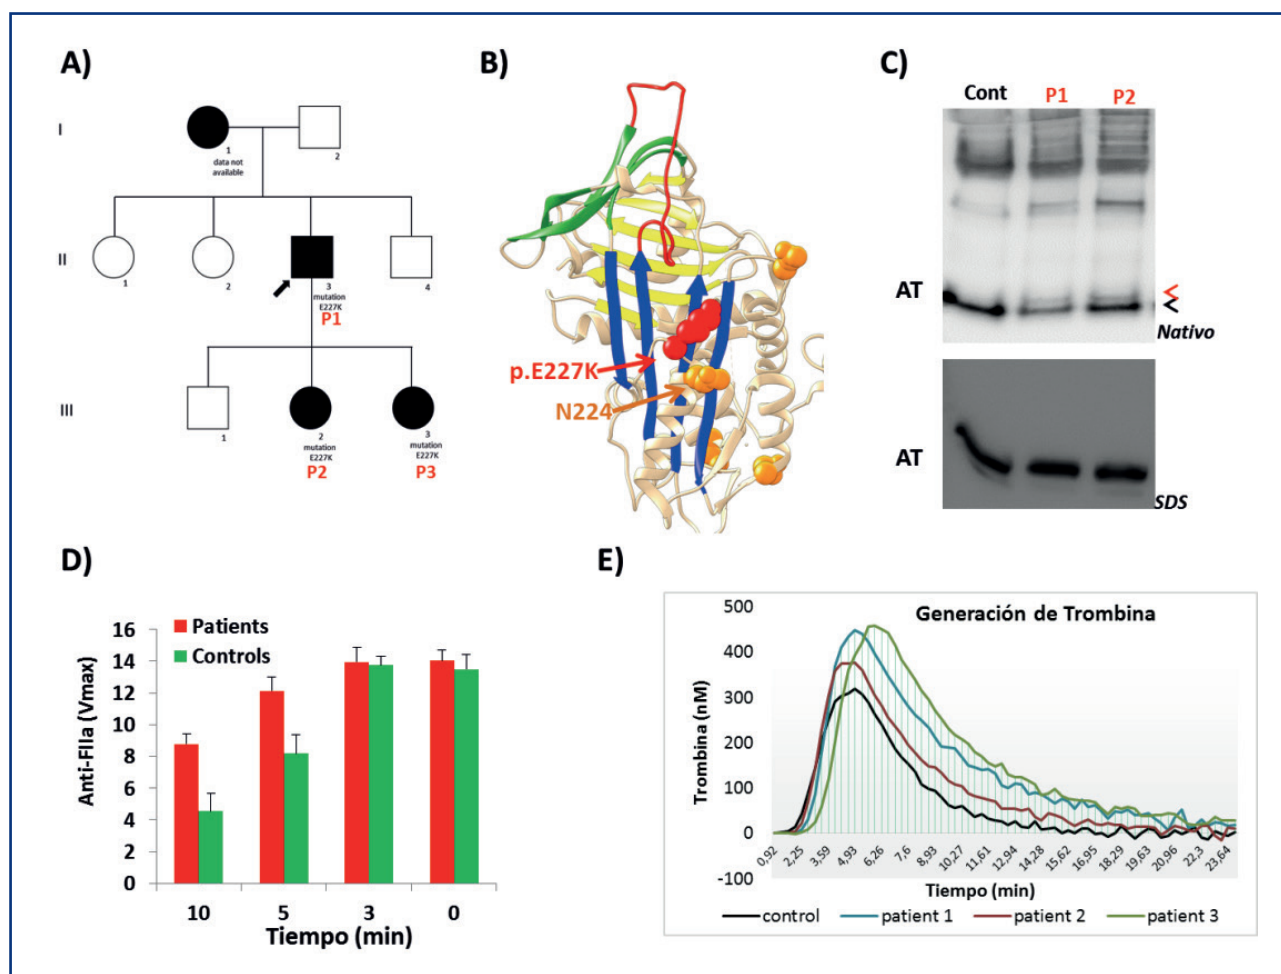 A)
I
1
data not
available
2
II
1
2
3
mutation
E227K
P1
4
III
1
2
mutation
E227K
P2
3
mutation
E227K
P3
B)
p.E227K
N224
C)
Cont P1 P2
AT
Nativo
AT
SDS
D)
Patients
Controls
Anti-FIIa (Vmax)
16
14
12
10
8
6
4
2
0
10 5 3 0
Tiempo (min)
E)
Generación de Trombina
Trombina (nM)
500
400
300
200
100
0
-100
0,92 2,25 3,59 4,93 6,26 7,6 8,93 10,27 11,61 12,94 14,28 15,62 16,95 18,29 19,63 20,96 22,3 23,64
Tiempo (min)
control patient 1 patient 2 patient 3